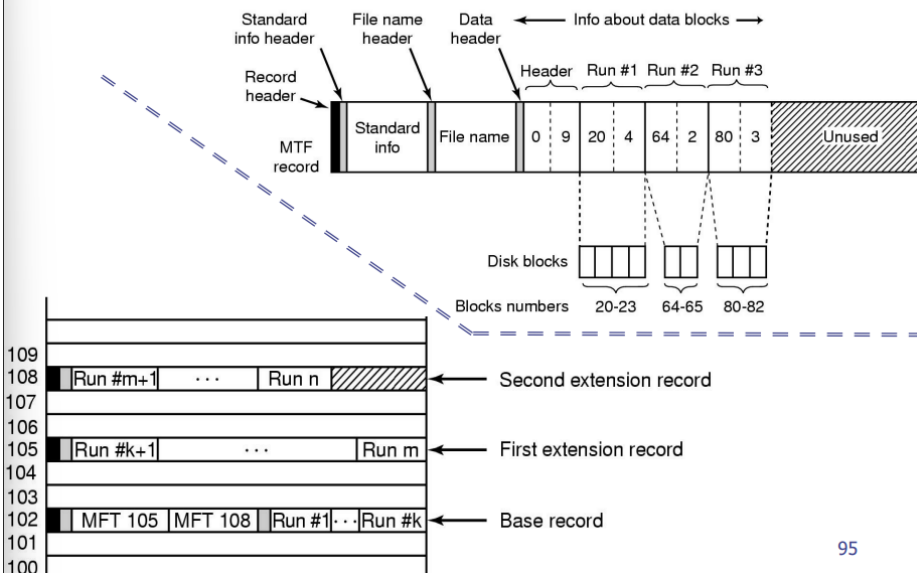 Standard info header
File name header
Data header
Info about data blocks
Record header
Header
Run #1
Run #2
Run #3
MTF record
Standard info
File name
0 9 20 4 64 2 80 3
Unused
Disk blocks
Blocks numbers
20-23
64-65
80-82
109
108 Run #m+1 ... Run n
Second extension record
107
106
105 Run #k+1 ... Run m
First extension record
104
103
102 MFT 105 MFT 108 Run #1 ... Run #k
Base record
101
100
95